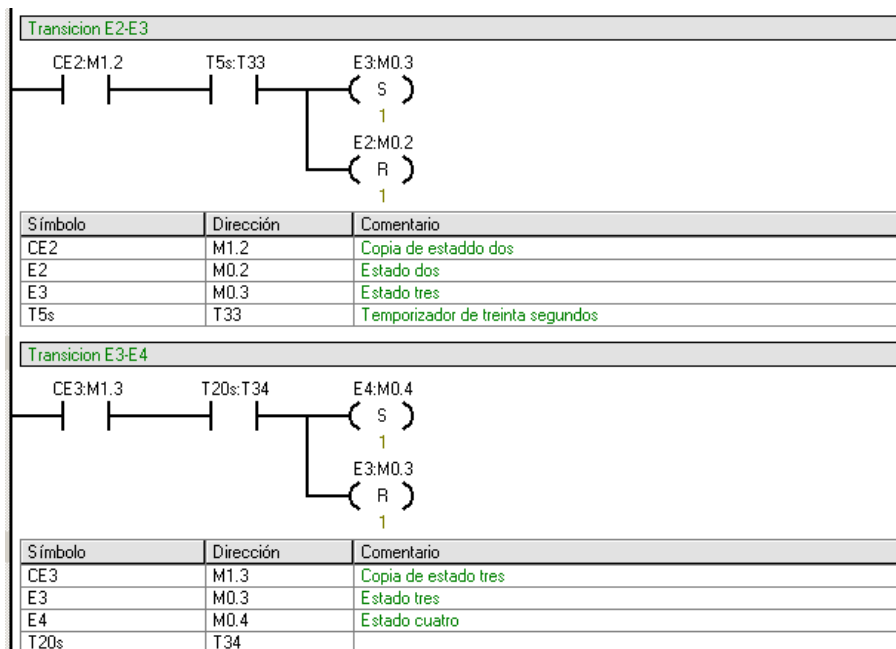 Transicion E2-E3
CE2:M1.2 T5s:T33 E3:M0.3
S
1
E2:M0.2
R
1
Símbolo Dirección Comentario
CE2 M1.2 Copia de estaddo dos
E2 M0.2 Estado dos
E3 M0.3 Estado tres
T5s T33 Temporizador de treinta segundos
Transicion E3-E4
CE3:M1.3 T20s:T34 E4:M0.4
S
1
E3:M0.3
R
1
Símbolo Dirección Comentario
CE3 M1.3 Copia de estado tres
E3 M0.3 Estado tres
E4 M0.4 Estado cuatro
T20s T34